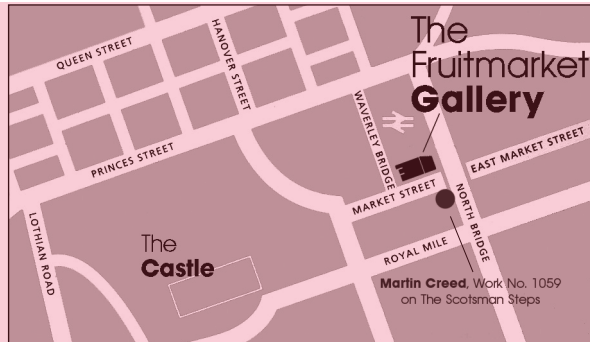 The
Fruitmarket
Gallery
QUEEN STREET
HANOVER STREET
WAVERLEY BRIDGE
EAST MARKET STREET
PRINCES STREET
MARKET STREET
NORTH BRIDGE
LOTHIAN ROAD
The
Castle
ROYAL MILE
Martin Creed, Work No. 1059
on The Scotsman Steps